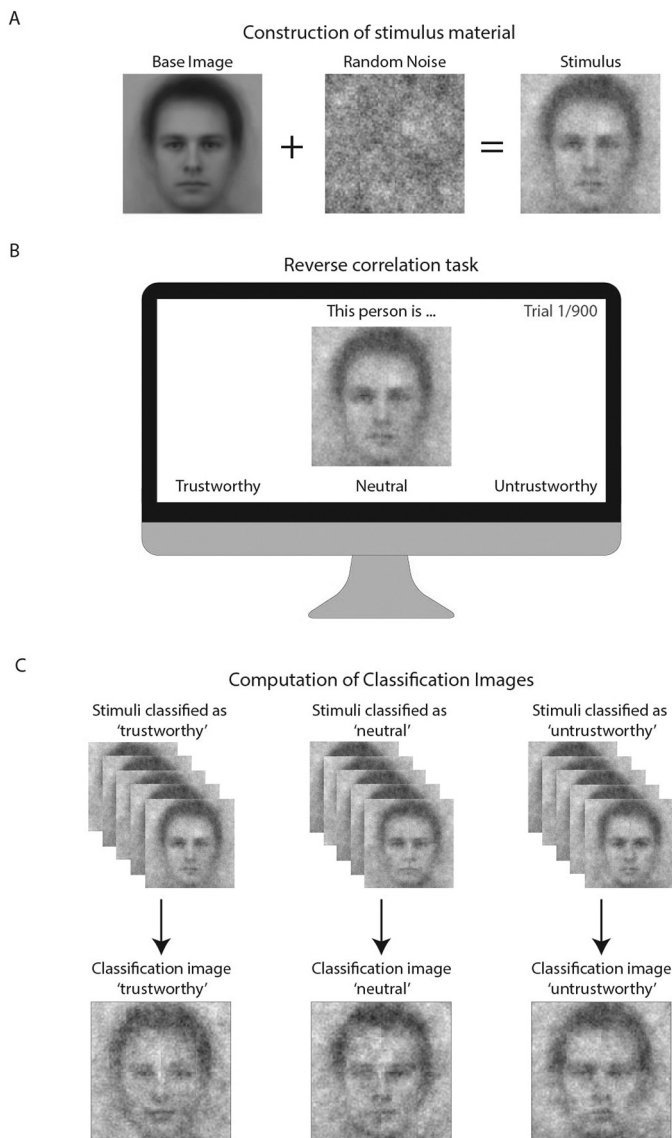 A
Construction of stimulus material
Base Image
Random Noise
Stimulus
+
=
B
Reverse correlation task
This person is ...
Trial 1/900
Trustworthy
Neutral
Untrustworthy
C
Computation of Classification Images
Stimuli classified as
‘trustworthy’
Stimuli classified as
‘neutral’
Stimuli classified as
‘untrustworthy’
Classification image
‘trustworthy’
Classification image
‘neutral’
Classification image
‘untrustworthy’